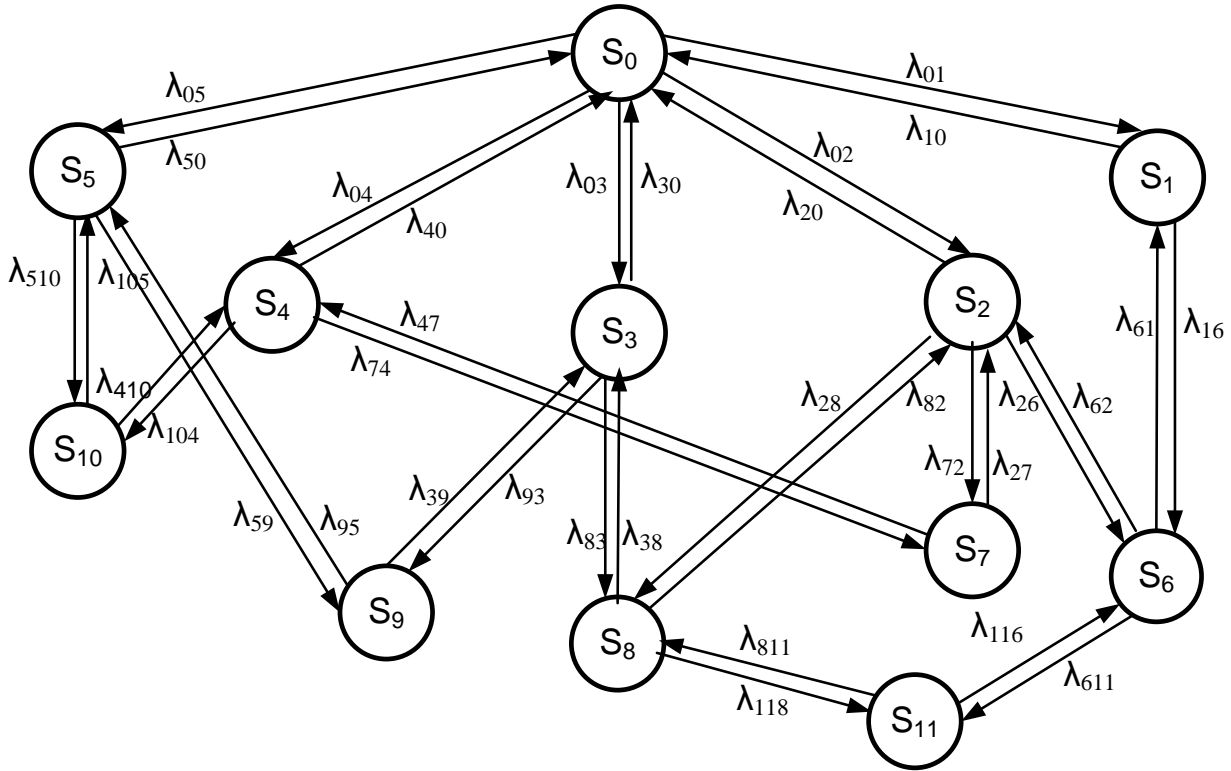 S₀
λ₀₁
λ₀₅
λ₁₀
λ₀₂
λ₅₀
S₅
λ₀₃
λ₃₀
S₁
λ₀₄
λ₂₀
λ₄₀
λ₅₁₀
λ₁₀₅
S₄
S₂
λ₄₇
S₃
λ₆₁
λ₁₆
λ₇₄
λ₄₁₀
λ₂₈
λ₈₂
λ₂₆
λ₆₂
λ₁₀₄
S₁₀
λ₇₂
λ₂₇
λ₃₉
λ₉₃
λ₅₉
λ₉₅
λ₈₃
λ₃₈
S₇
S₆
S₉
λ₁₁₆
S₈
λ₈₁₁
λ₆₁₁
λ₁₁₈
S₁₁